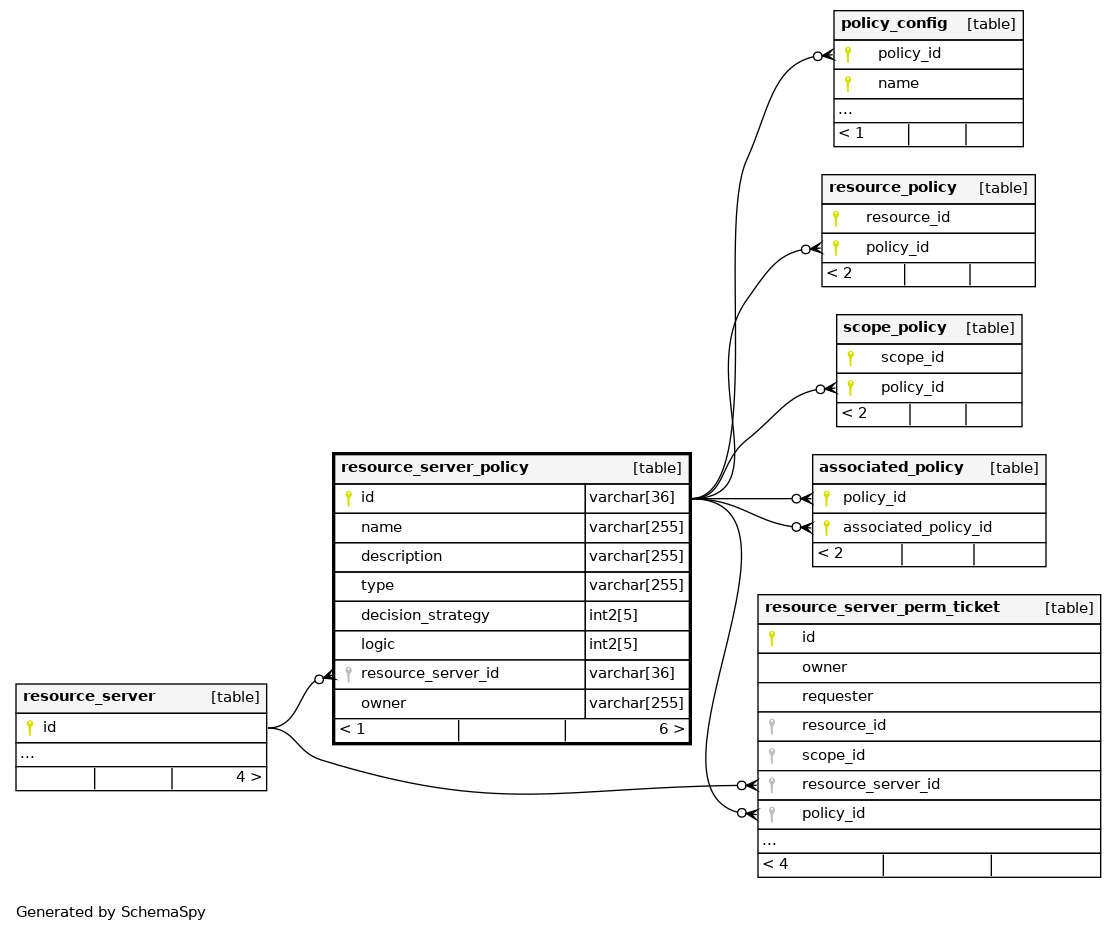 policy_config [table]
policy_id
name
...
< 1
resource_policy [table]
resource_id
policy_id
< 2
scope_policy [table]
scope_id
policy_id
< 2
resource_server_policy [table]
id varchar[36]
name varchar[255]
description varchar[255]
type varchar[255]
decision_strategy int2[5]
logic int2[5]
resource_server_id varchar[36]
owner varchar[255]
< 1 6 >
associated_policy [table]
policy_id
associated_policy_id
< 2
resource_server_perm_ticket [table]
id
owner
requester
resource_id
scope_id
resource_server_id
policy_id
...
< 4
resource_server [table]
id
...
4 >
Generated by SchemaSpy